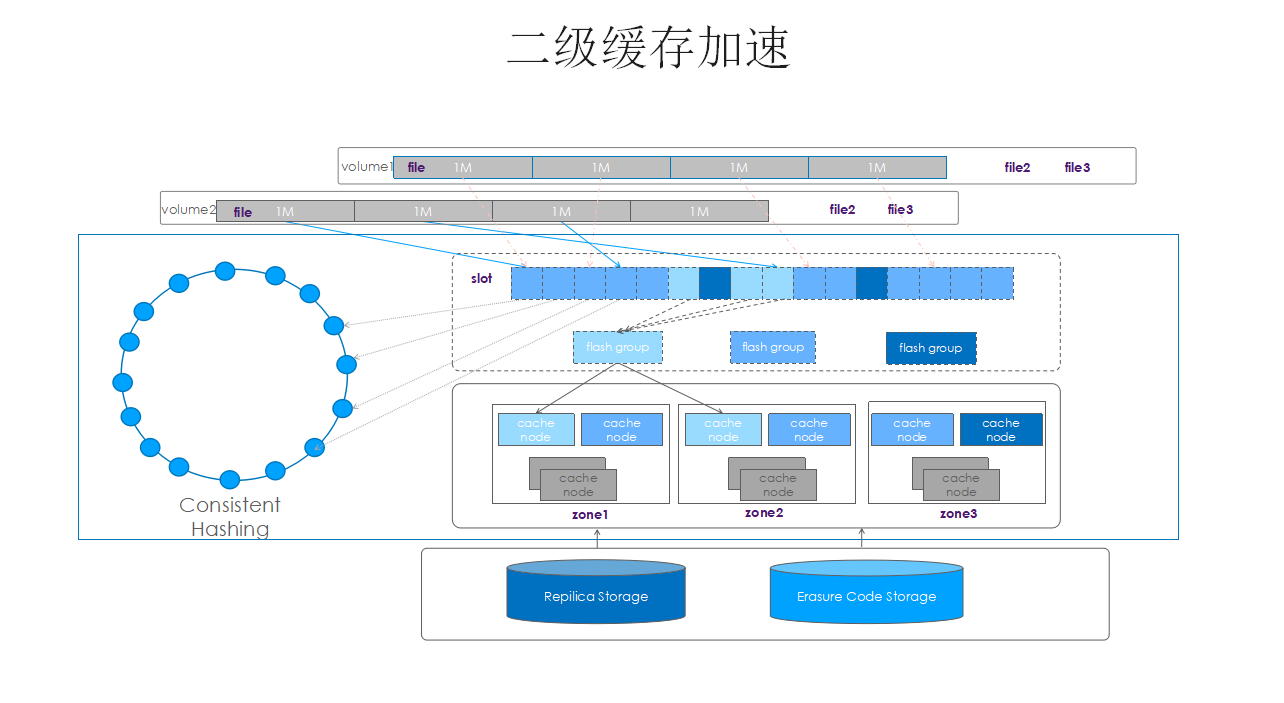 二级缓存加速
volume1 file 1M 1M 1M 1M file2 file3
volume2 file 1M 1M 1M 1M file2 file3
slot
flash group flash group flash group
cache node cache node cache node cache node cache node cache node
cache node cache node cache node
zone1 zone2 zone3
Consistent
Hashing
Repilica Storage Erasure Code Storage